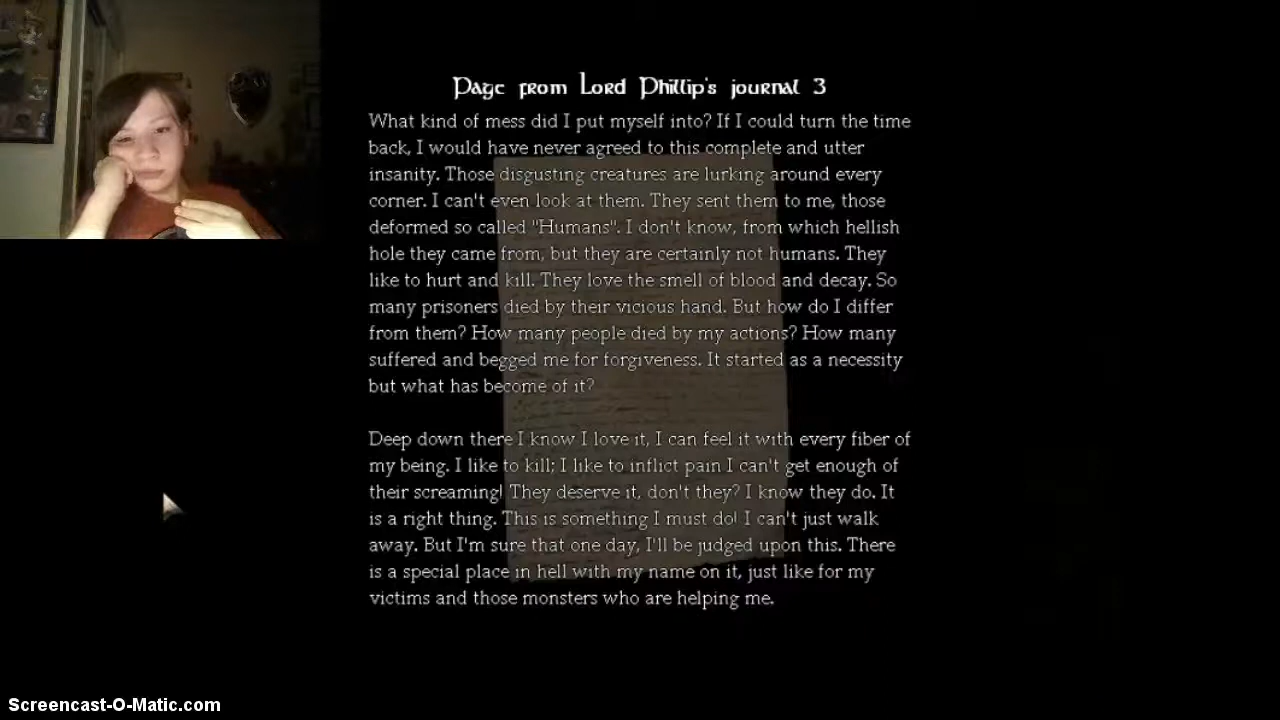 Page from Lord Phillip's journal 3
What kind of mess did I put myself into? If I could turn the time
back, I would have never agreed to this complete and utter
insanity. Those disgusting creatures are lurking around every
corner. I can't even look at them. They sent them to me, those
deformed so called "Humans". I don't know, from which hellish
hole they came from, but they are certainly not humans. They
like to hurt and kill. They love the smell of blood and decay. So
many prisoners died by their vicious hand. But how do I differ
from them? How many people died by my actions? How many
suffered and begged me for forgiveness. It started as a necessity
but what has become of it?
Deep down there I know I love it, I can feel it with every fiber of
my being. I like to kill; I like to inflict pain I can't get enough of
their screaming! They deserve it, don't they? I know they do. It
is a right thing. This is something I must do! I can't just walk
away. But I'm sure that one day, I'll be judged upon this. There
is a special place in hell with my name on it, just like for my
victims and those monsters who are helping me.
Screencast-O-Matic.com